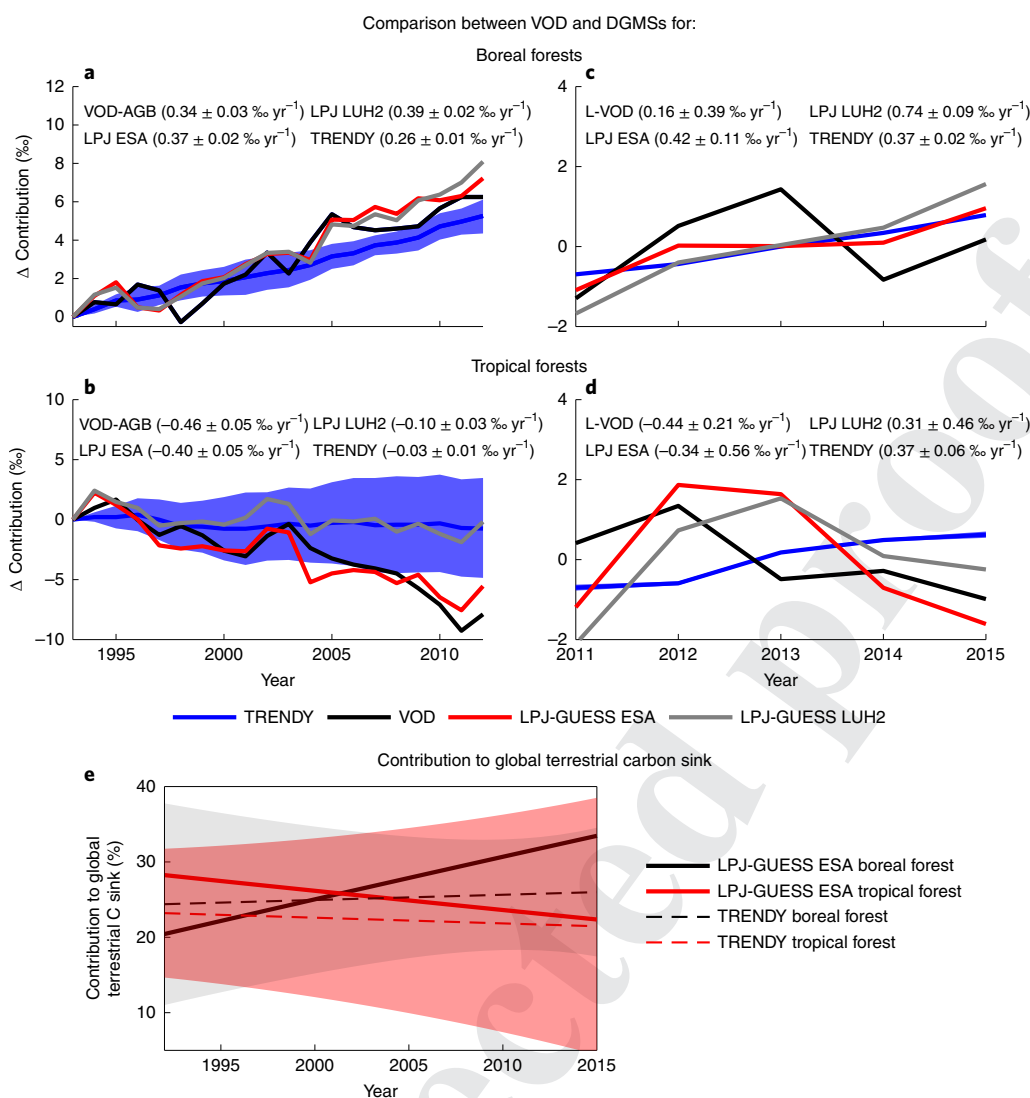 Comparison between VOD and DGMSs for:
Boreal forests
a
VOD-AGB (0.34 ± 0.03 ‰ yr⁻¹) LPJ LUH2 (0.39 ± 0.02 ‰ yr⁻¹)
LPJ ESA (0.37 ± 0.02 ‰ yr⁻¹) TRENDY (0.26 ± 0.01 ‰ yr⁻¹)
12
10
8
6
4
2
0
Δ Contribution (‰)
c
L-VOD (0.16 ± 0.39 ‰ yr⁻¹) LPJ LUH2 (0.74 ± 0.09 ‰ yr⁻¹)
LPJ ESA (0.42 ± 0.11 ‰ yr⁻¹) TRENDY (0.37 ± 0.02 ‰ yr⁻¹)
4
2
0
−2
Tropical forests
b
VOD-AGB (−0.46 ± 0.05 ‰ yr⁻¹) LPJ LUH2 (−0.10 ± 0.03 ‰ yr⁻¹)
LPJ ESA (−0.40 ± 0.05 ‰ yr⁻¹) TRENDY (−0.03 ± 0.01 ‰ yr⁻¹)
10
5
0
−5
−10
Δ Contribution (‰)
1995 2000 2005 2010
Year
d
L-VOD (−0.44 ± 0.21 ‰ yr⁻¹) LPJ LUH2 (0.31 ± 0.46 ‰ yr⁻¹)
LPJ ESA (−0.34 ± 0.56 ‰ yr⁻¹) TRENDY (0.37 ± 0.06 ‰ yr⁻¹)
4
2
0
−2
2011 2012 2013 2014 2015
Year
TRENDY VOD LPJ-GUESS ESA LPJ-GUESS LUH2
Contribution to global terrestrial carbon sink
e
40
30
20
10
Contribution to global
terrestrial C sink (%)
1995 2000 2005 2010 2015
Year
LPJ-GUESS ESA boreal forest
LPJ-GUESS ESA tropical forest
TRENDY boreal forest
TRENDY tropical forest